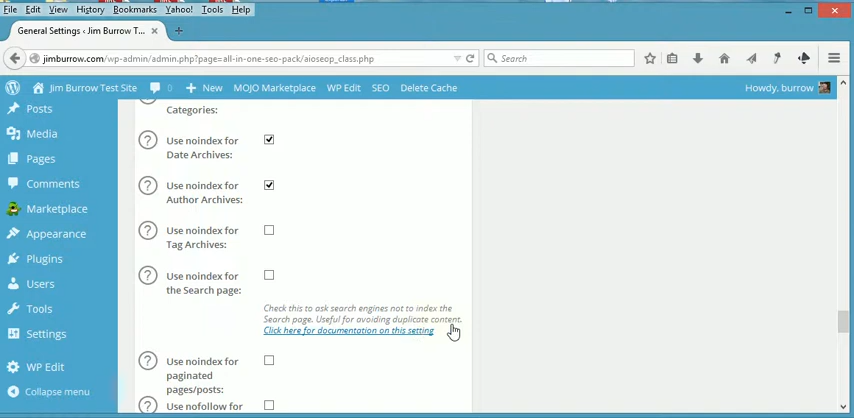 File Edit View History Bookmarks Yahoo! Tools Help
General Settings ‹ Jim Burrow T...
jimburrow.com/wp-admin/admin.php?page=all-in-one-seo-pack/aioseop_class.php
Search
Jim Burrow Test Site 0 New MOJO Marketplace WP Edit SEO Delete Cache Howdy, burrow
Posts
Media
Pages
Comments
Marketplace
Appearance
Plugins
Users
Tools
Settings
WP Edit
Collapse menu
Categories:
? Use noindex for
Date Archives:
? Use noindex for
Author Archives:
? Use noindex for
Tag Archives:
? Use noindex for
the Search page:
Check this to ask search engines not to index the
Search page. Useful for avoiding duplicate content.
Click here for documentation on this setting
? Use noindex for
paginated
pages/posts:
? Use nofollow for